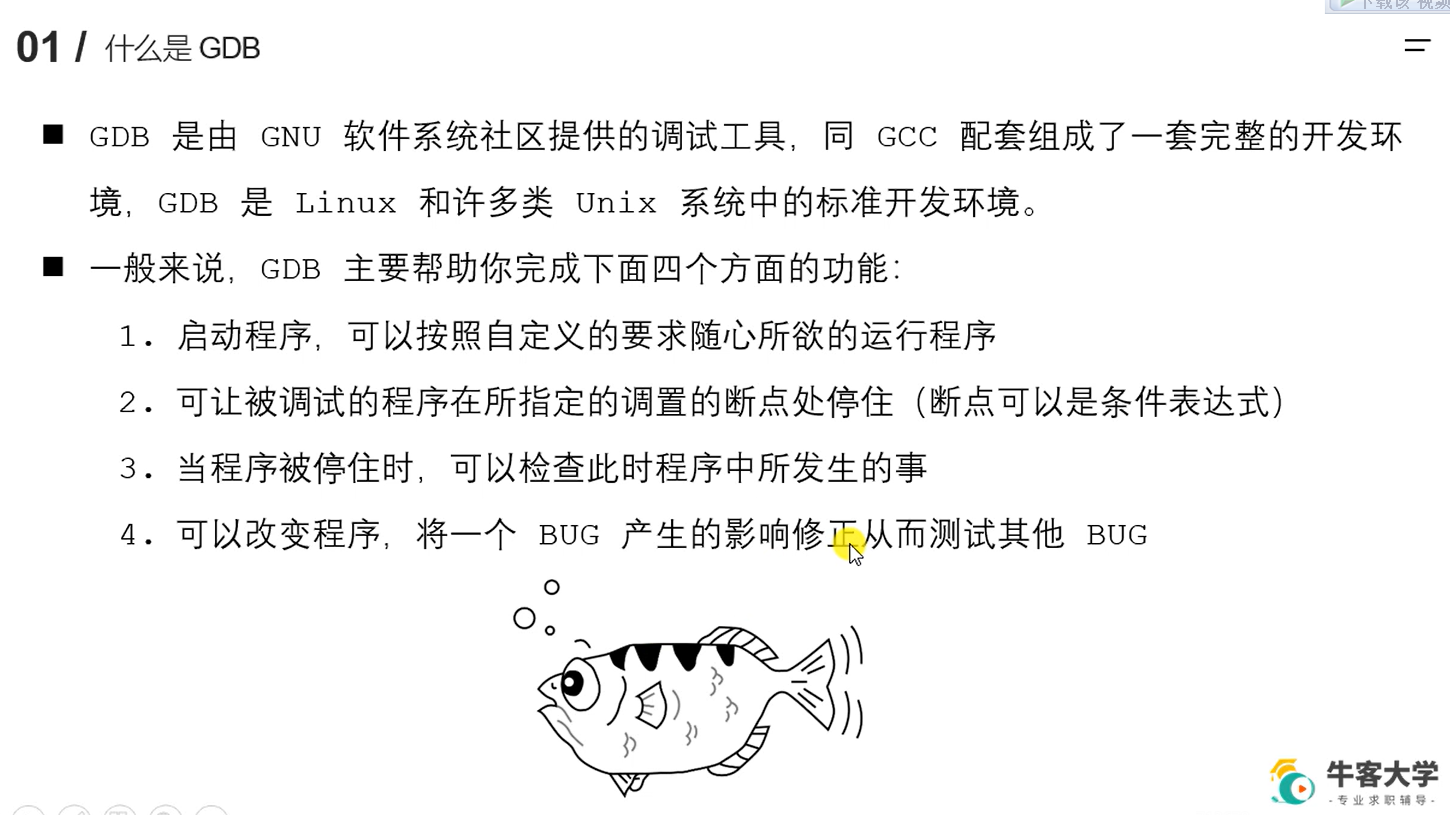 下载该视频
01 / 什么是 GDB
■ GDB 是由 GNU 软件系统社区提供的调试工具，同 GCC 配套组成了一套完整的开发环
境，GDB 是 Linux 和许多类 Unix 系统中的标准开发环境。
■ 一般来说，GDB 主要帮助你完成下面四个方面的功能：
1. 启动程序，可以按照自定义的要求随心所欲的运行程序
2. 可让被调试的程序在所指定的调置的断点处停住（断点可以是条件表达式）
3. 当程序被停住时，可以检查此时程序中所发生的事
4. 可以改变程序，将一个 BUG 产生的影响修正从而测试其他 BUG
牛客大学
-专业求职辅导-